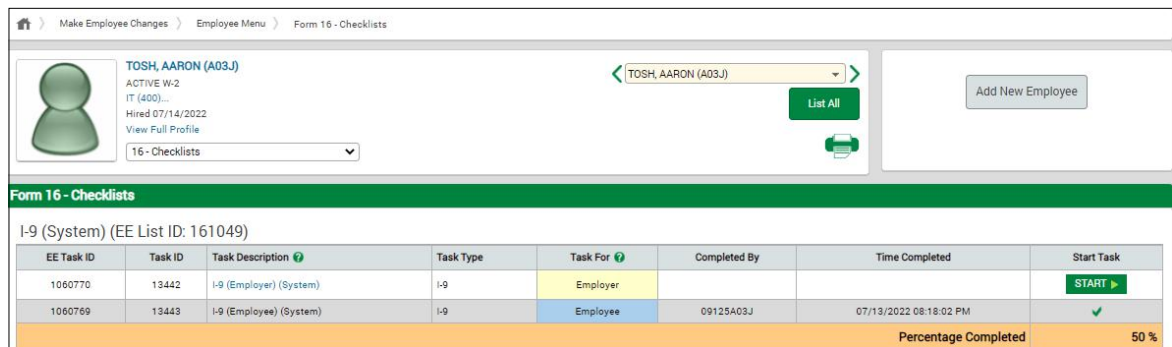 Make Employee Changes > Employee Menu > Form 16 - Checklists
TOSH, AARON (A03J)
ACTIVE W-2
IT (400)...
Hired 07/14/2022
View Full Profile
16 - Checklists
TOSH, AARON (A03J)
List All
Add New Employee
Form 16 - Checklists
I-9 (System) (EE List ID: 161049)
EE Task ID Task ID Task Description ? Task Type Task For ? Completed By Time Completed Start Task
1060770 13442 I-9 (Employer) (System) I-9 Employer START
1060769 13443 I-9 (Employee) (System) I-9 Employee 09125A03J 07/13/2022 08:18:02 PM
Percentage Completed 50 %